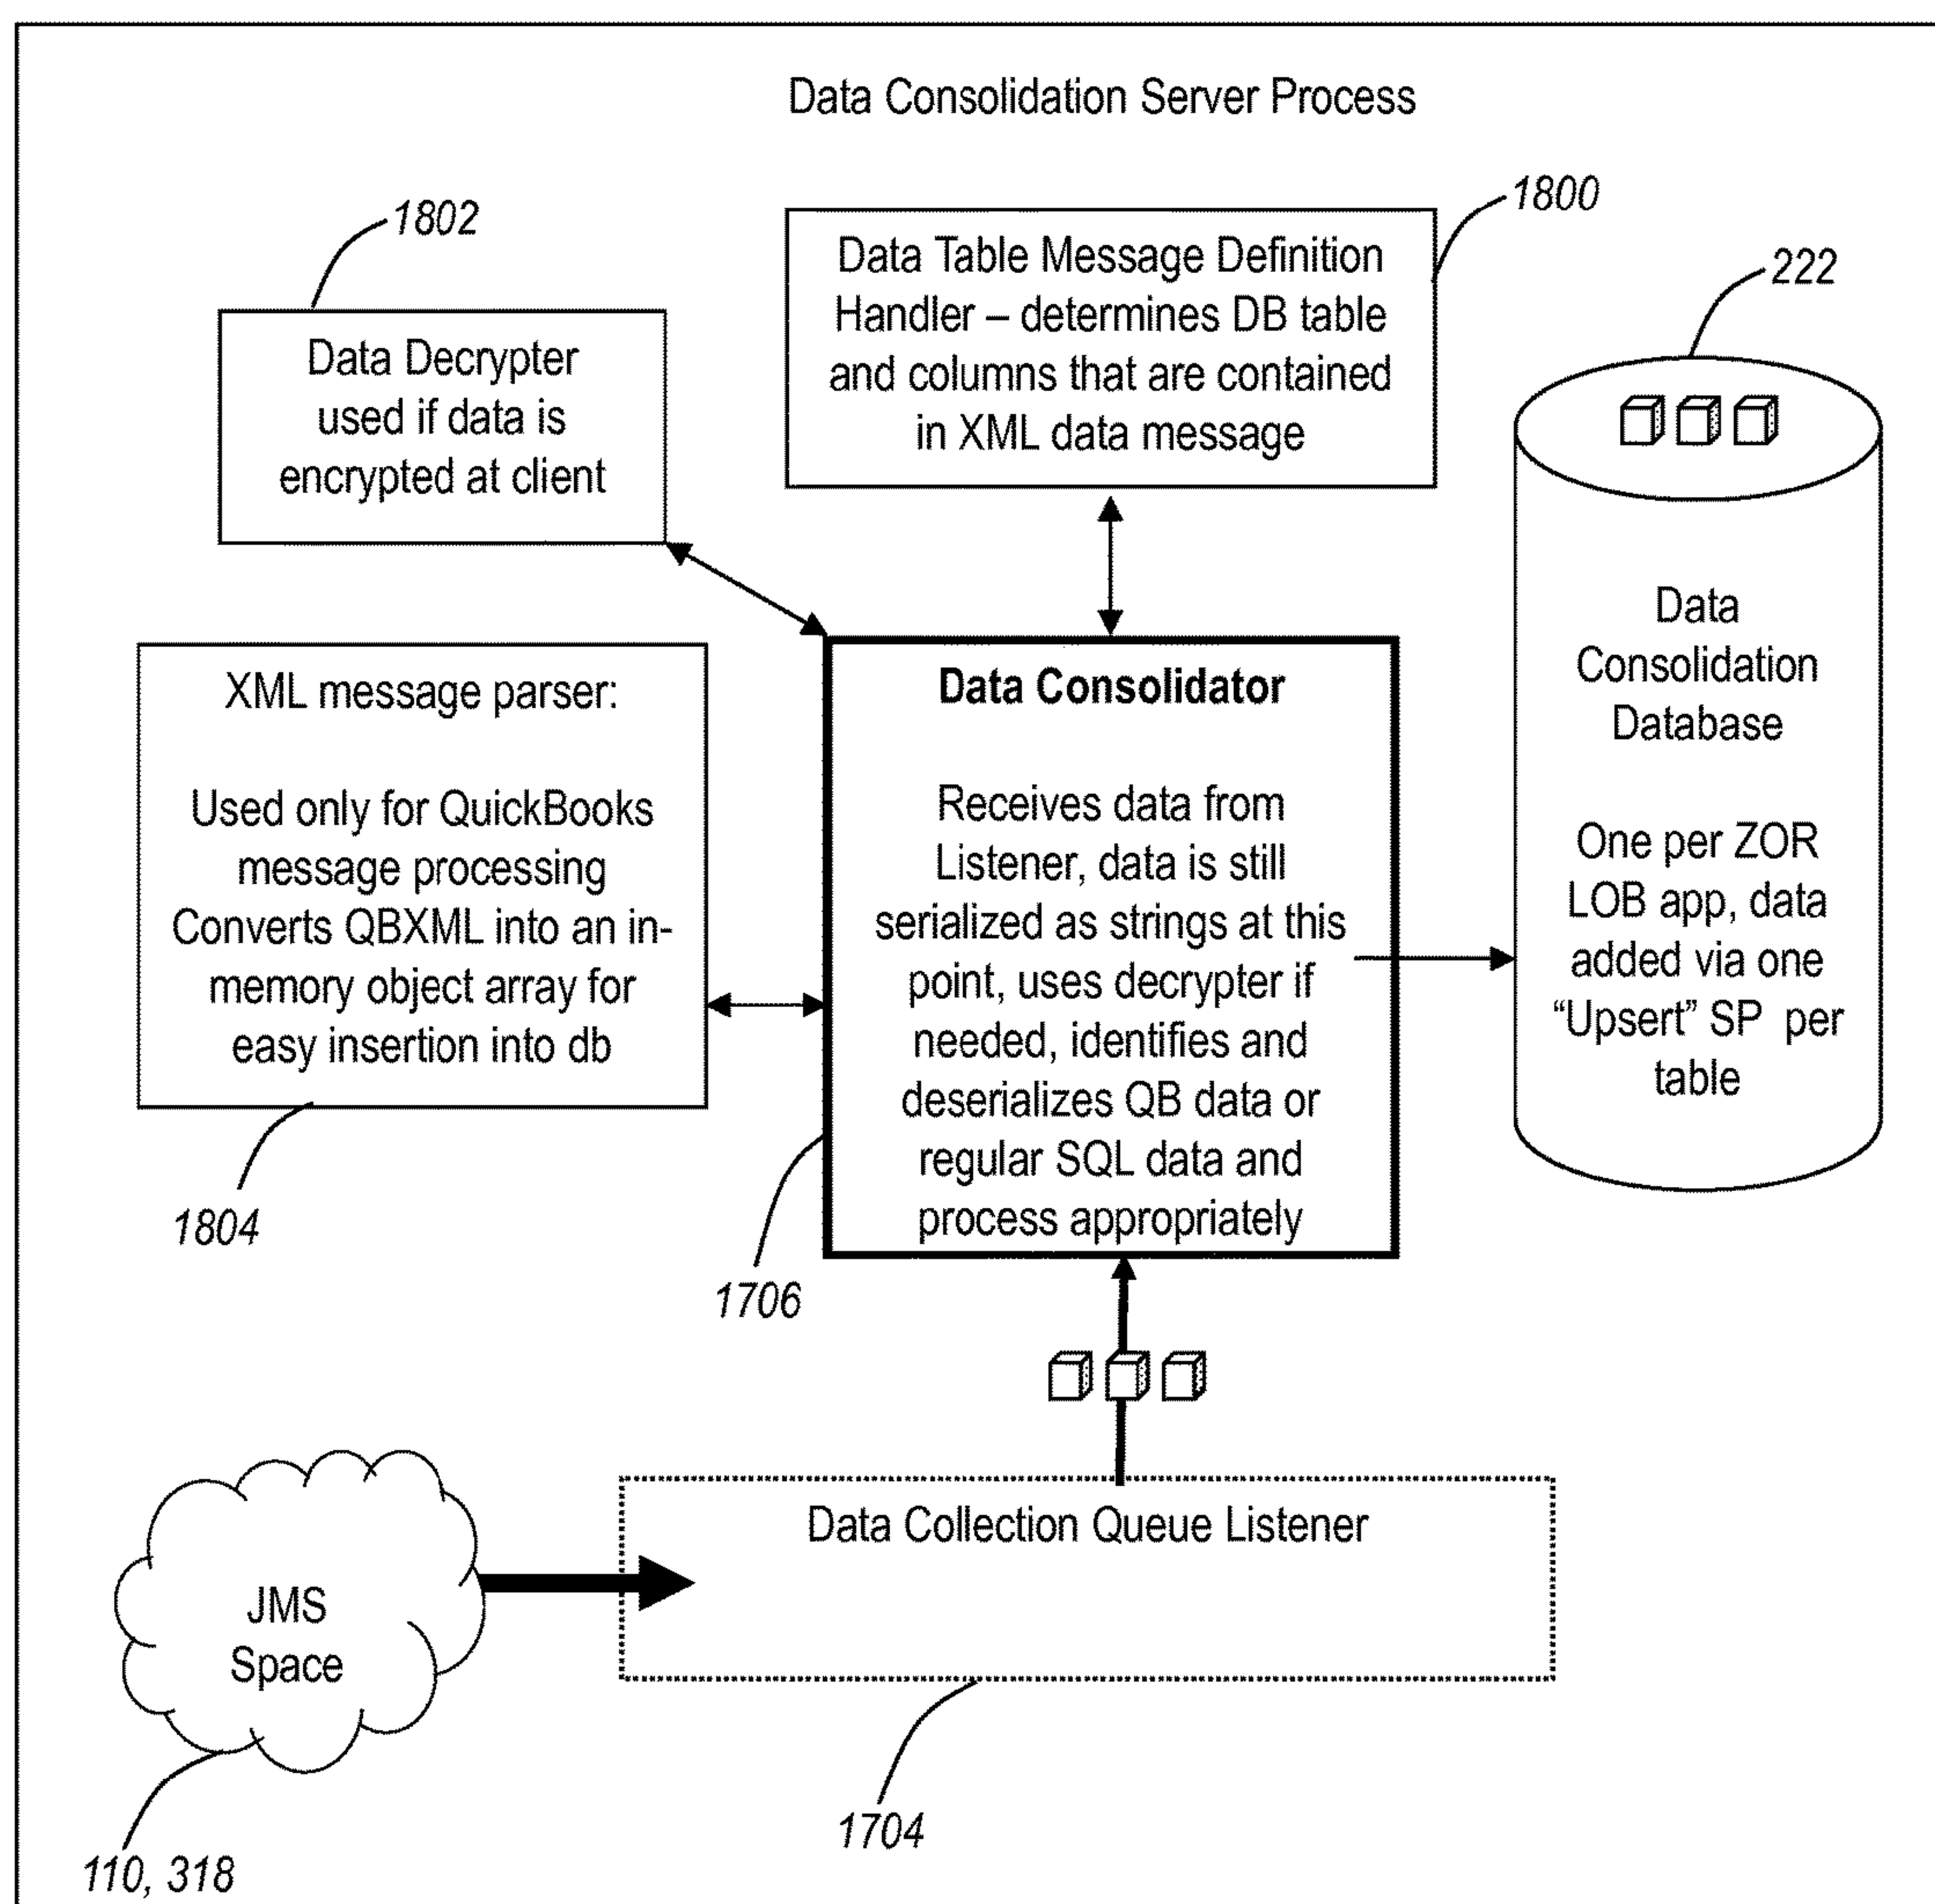 Data Consolidation Server Process
1802
1800
222
Data Decrypter
used if data is
encrypted at client
Data Table Message Definition
Handler – determines DB table
and columns that are contained
in XML data message
Data
Consolidation
Database
One per ZOR
LOB app, data
added via one
“Upsert” SP per
table
XML message parser:
Used only for QuickBooks
message processing
Converts QBXML into an in-
memory object array for
easy insertion into db
1804
Data Consolidator
Receives data from
Listener, data is still
serialized as strings at this
point, uses decrypter if
needed, identifies and
deserializes QB data or
regular SQL data and
process appropriately
1706
Data Collection Queue Listener
JMS
Space
1704
110, 318